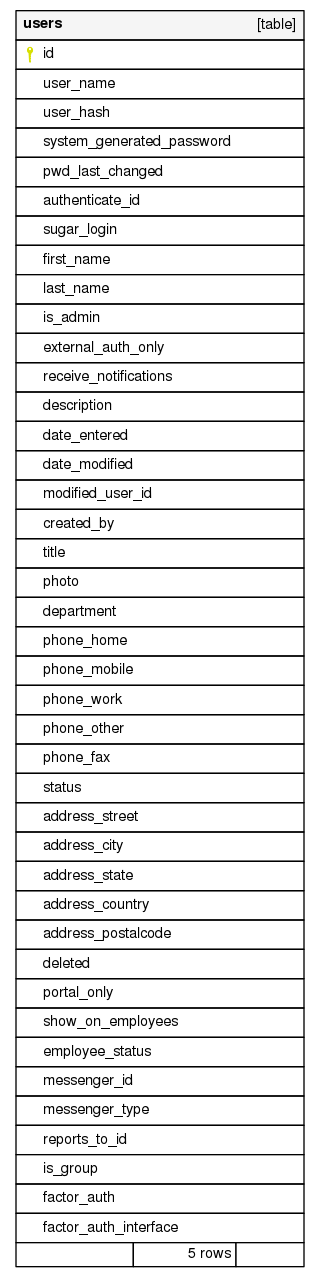 users [table]
id
user_name
user_hash
system_generated_password
pwd_last_changed
authenticate_id
sugar_login
first_name
last_name
is_admin
external_auth_only
receive_notifications
description
date_entered
date_modified
modified_user_id
created_by
title
photo
department
phone_home
phone_mobile
phone_work
phone_other
phone_fax
status
address_street
address_city
address_state
address_country
address_postalcode
deleted
portal_only
show_on_employees
employee_status
messenger_id
messenger_type
reports_to_id
is_group
factor_auth
factor_auth_interface
5 rows